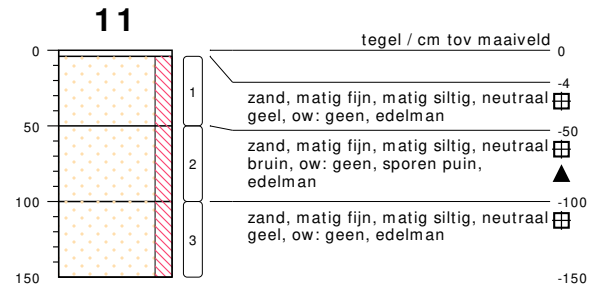 11
tegel / cm tov maaiveld
0
0
-4
1
zand, matig fijn, matig siltig, neutraal
geel, ow: geen, edelman
50
-50
2
zand, matig fijn, matig siltig, neutraal
bruin, ow: geen, sporen puin,
edelman
100
-100
3
zand, matig fijn, matig siltig, neutraal
geel, ow: geen, edelman
150
-150